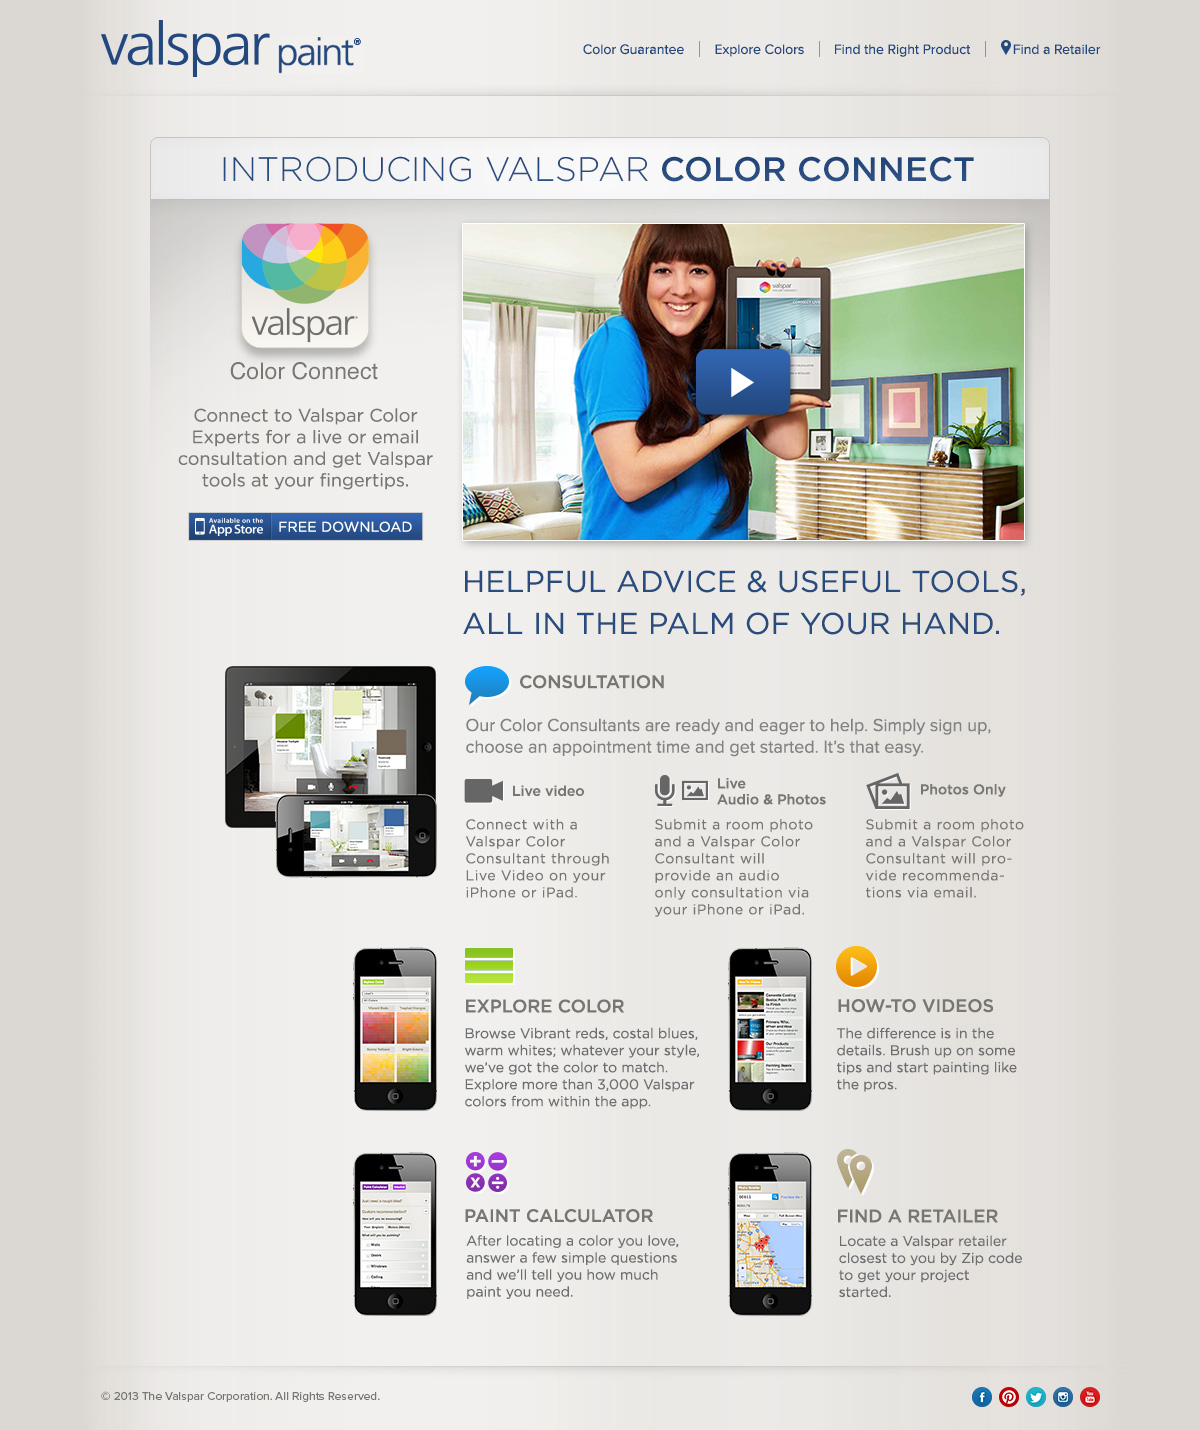 valspar paint®
Color Guarantee
Explore Colors
Find the Right Product
Find a Retailer
INTRODUCING VALSPAR COLOR CONNECT
valspar
Color Connect
Connect to Valspar Color
Experts for a live or email
consultation and get Valspar
tools at your fingertips.
Available on the
App Store
FREE DOWNLOAD
valspar
HELPFUL ADVICE & USEFUL TOOLS,
ALL IN THE PALM OF YOUR HAND.
CONSULTATION
Our Color Consultants are ready and eager to help. Simply sign up,
choose an appointment time and get started. It's that easy.
Live video
Connect with a
Valspar Color
Consultant through
Live Video on your
iPhone or iPad.
Live
Audio & Photos
Submit a room photo
and a Valspar Color
Consultant will
provide an audio
only consultation via
your iPhone or iPad.
Photos Only
Submit a room photo
and a Valspar Color
Consultant will pro-
vide recommenda-
tions via email.
EXPLORE COLOR
Browse Vibrant reds, costal blues,
warm whites; whatever your style,
we've got the color to match.
Explore more than 3,000 Valspar
colors from within the app.
HOW-TO VIDEOS
The difference is in the
details. Brush up on some
tips and start painting like
the pros.
PAINT CALCULATOR
After locating a color you love,
answer a few simple questions
and we'll tell you how much
paint you need.
FIND A RETAILER
Locate a Valspar retailer
closest to you by Zip code
to get your project
started.
© 2013 The Valspar Corporation. All Rights Reserved.